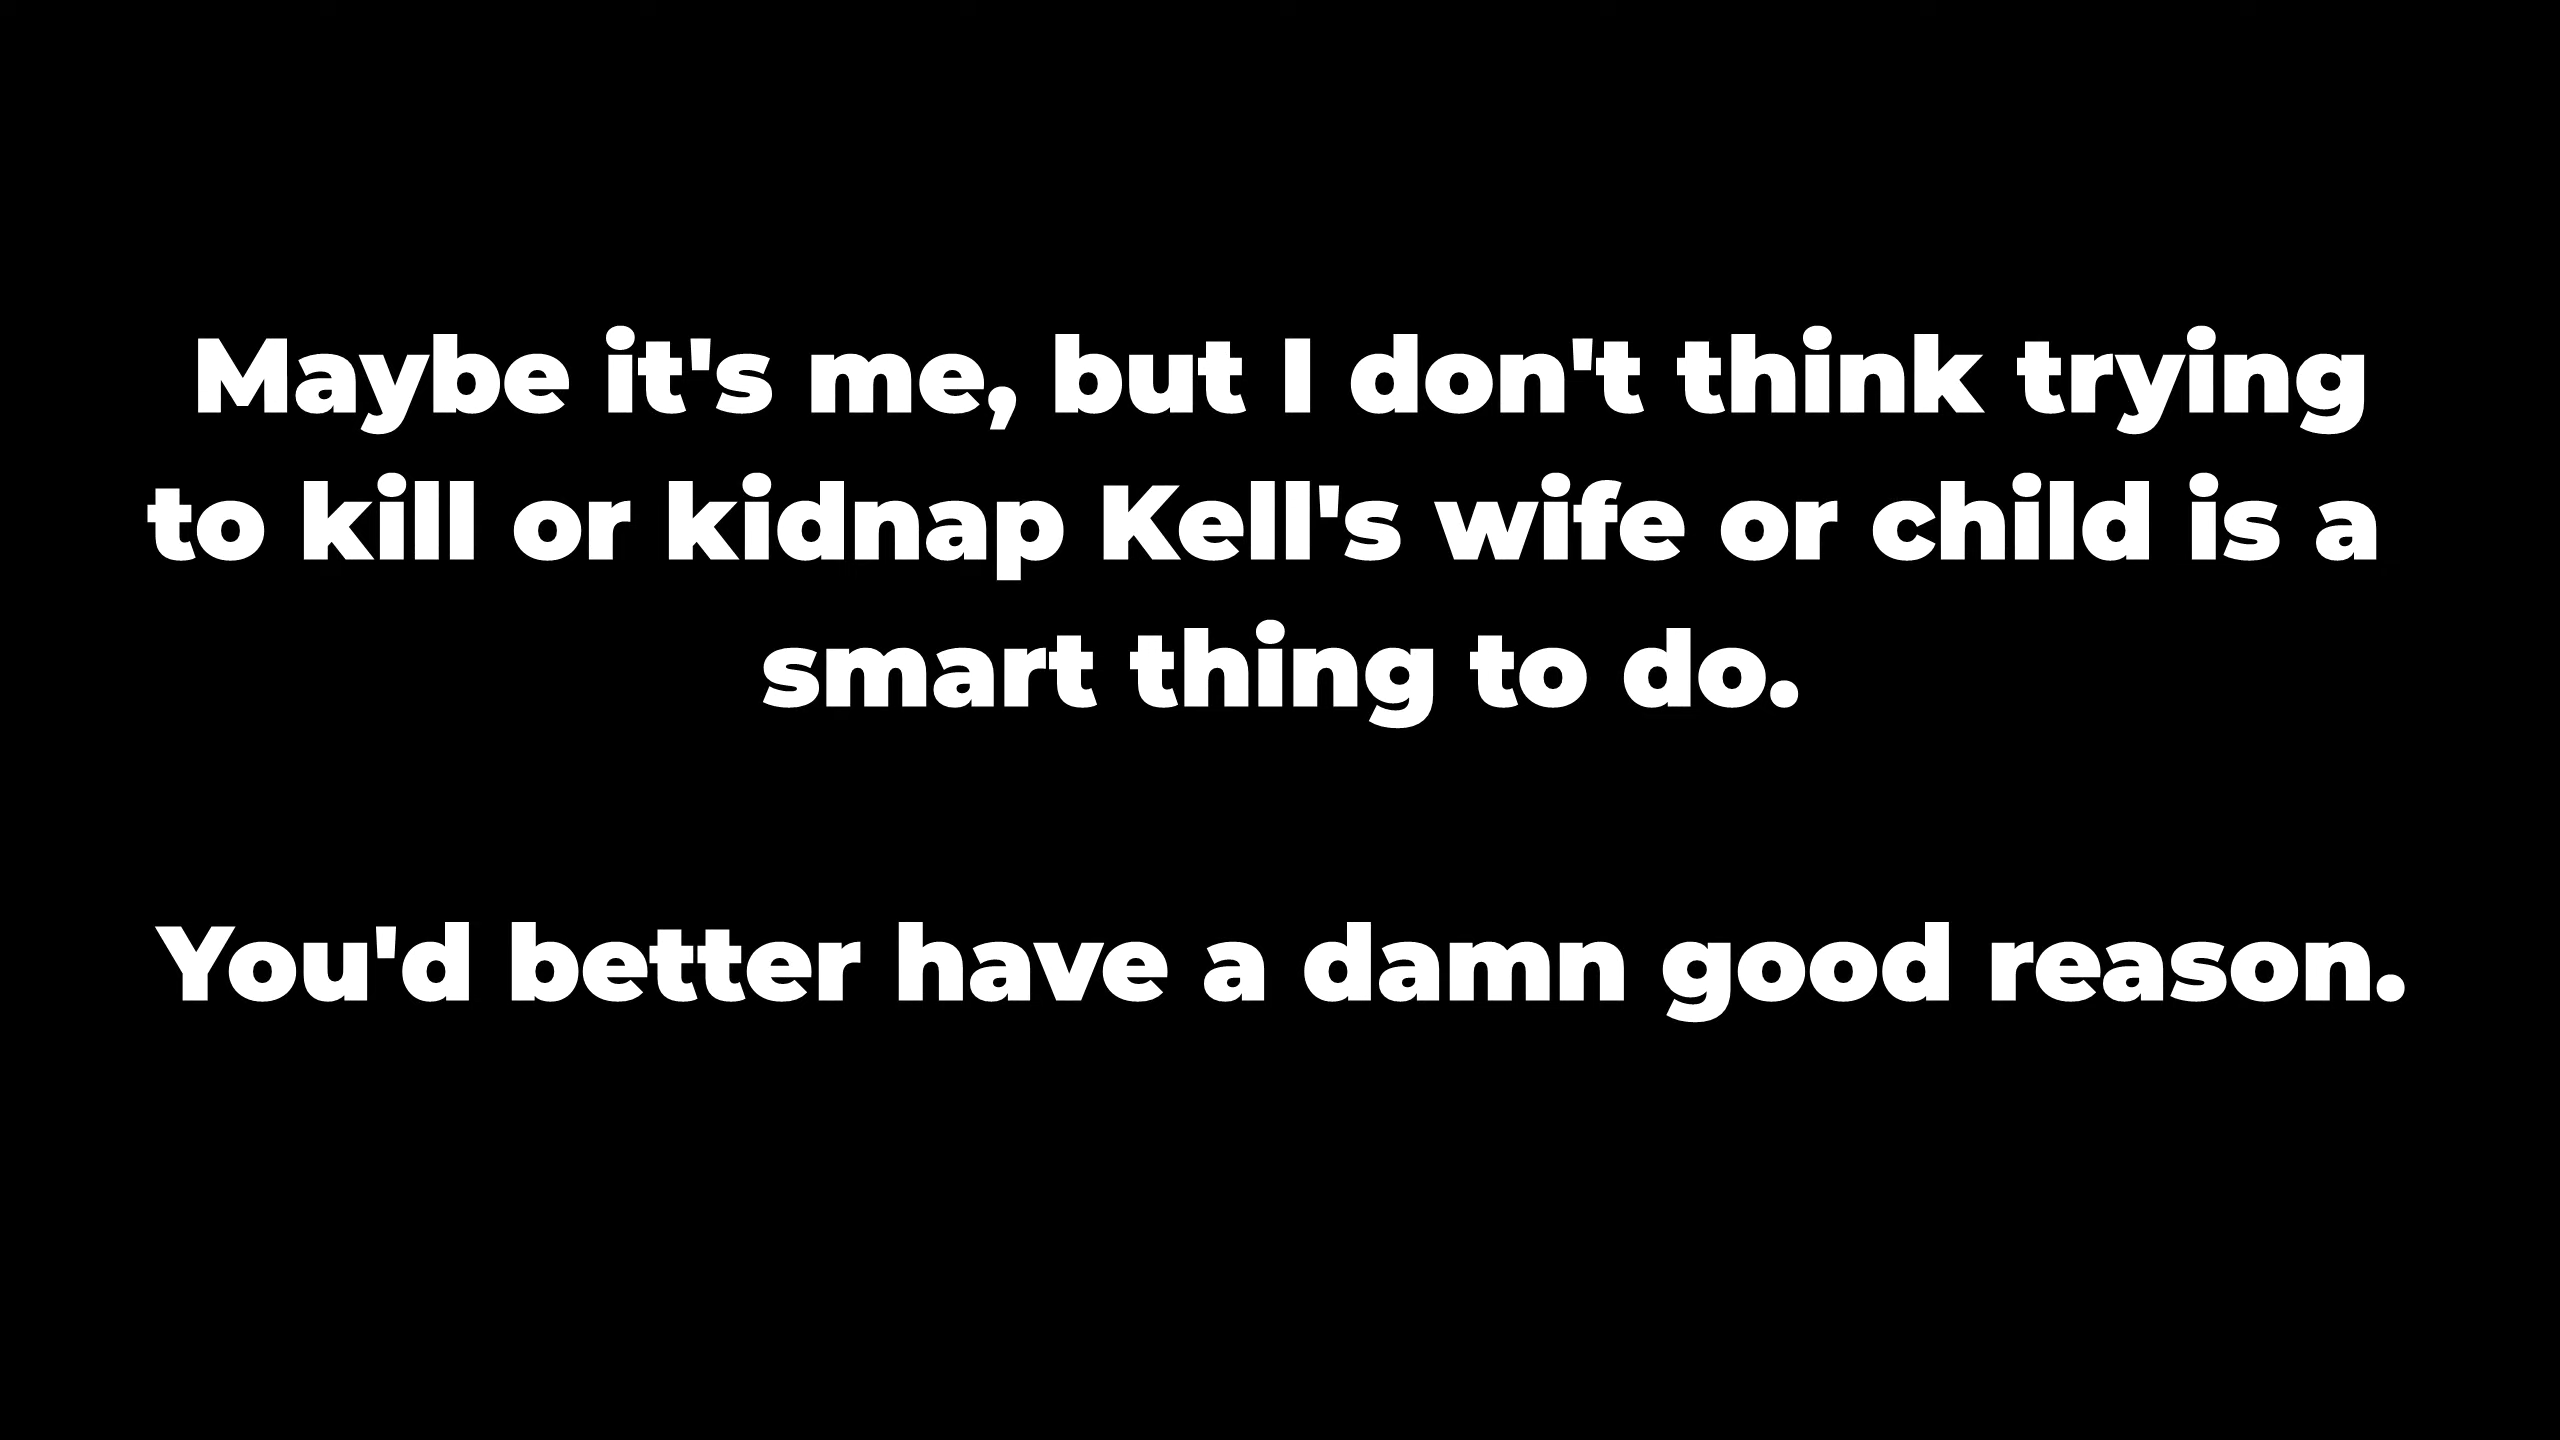 Maybe it's me, but I don't think trying
to kill or kidnap Kell's wife or child is a
smart thing to do.
You'd better have a damn good reason.